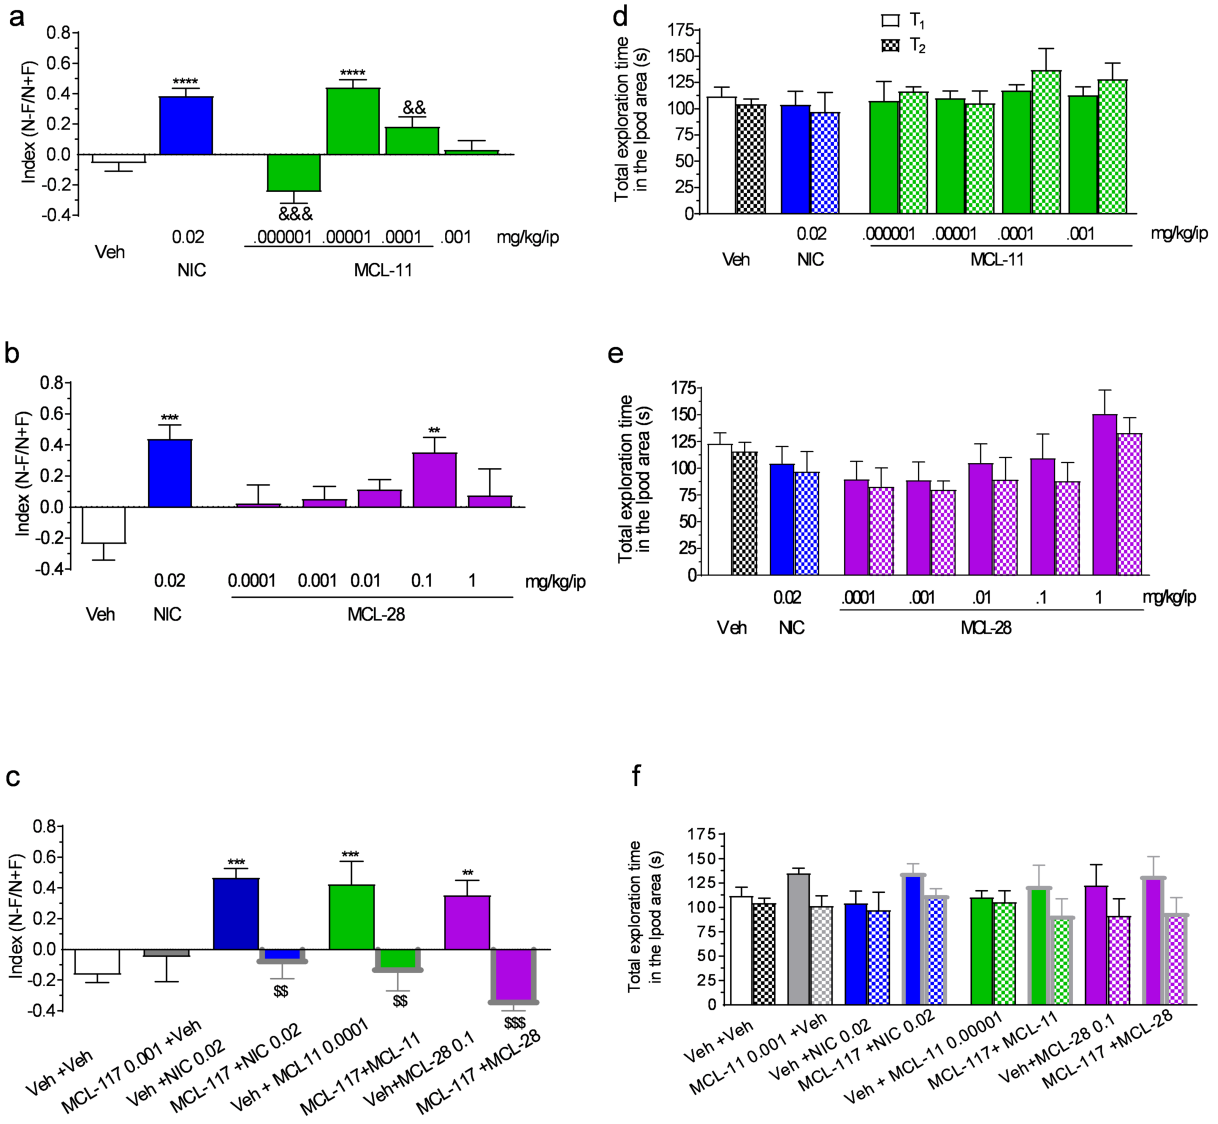 a
Index (N-F/N+F)
0.8
0.6
0.4
0.2
0.0
-0.2
-0.4
****
****
&&
&&&
0.02 .000001 .00001 .0001 .001 mg/kg/ip
Veh
NIC MCL-11
d
Total exploration time
in the Ipod area (s)
175
150
125
100
75
50
25
0
T1
T2
0.02 .000001 .00001 .0001 .001 mg/kg/ip
Veh NIC MCL-11
b
Index (N-F/N+F)
0.8
0.6
0.4
0.2
0.0
-0.2
-0.4
***
**
0.02 0.0001 0.001 0.01 0.1 1 mg/kg/ip
Veh NIC MCL-28
e
Total exploration time
in the Ipod area (s)
175
150
125
100
75
50
25
0
0.02 .0001 .001 .01 .1 1 mg/kg/ip
Veh NIC MCL-28
c
Index (N-F/N+F)
0.8
0.6
0.4
0.2
0.0
-0.2
-0.4
***
***
**
$$
$$
$$$
Veh +Veh
MCL-117 0.001 +Veh
Veh +NIC 0.02
MCL-117 +NIC 0.02
Veh + MCL-11 0.0001
MCL-117+MCL-11
Veh+MCL-28 0.1
MCL-117 +MCL-28
f
Total exploration time
in the Ipod area (s)
175
150
125
100
75
50
25
0
Veh +Veh
MCL-11 0.001 +Veh
Veh +NIC 0.02
MCL-117 +NIC 0.02
Veh + MCL-11 0.00001
MCL-117+ MCL-11
Veh+MCL-28 0.1
MCL-117 +MCL-28